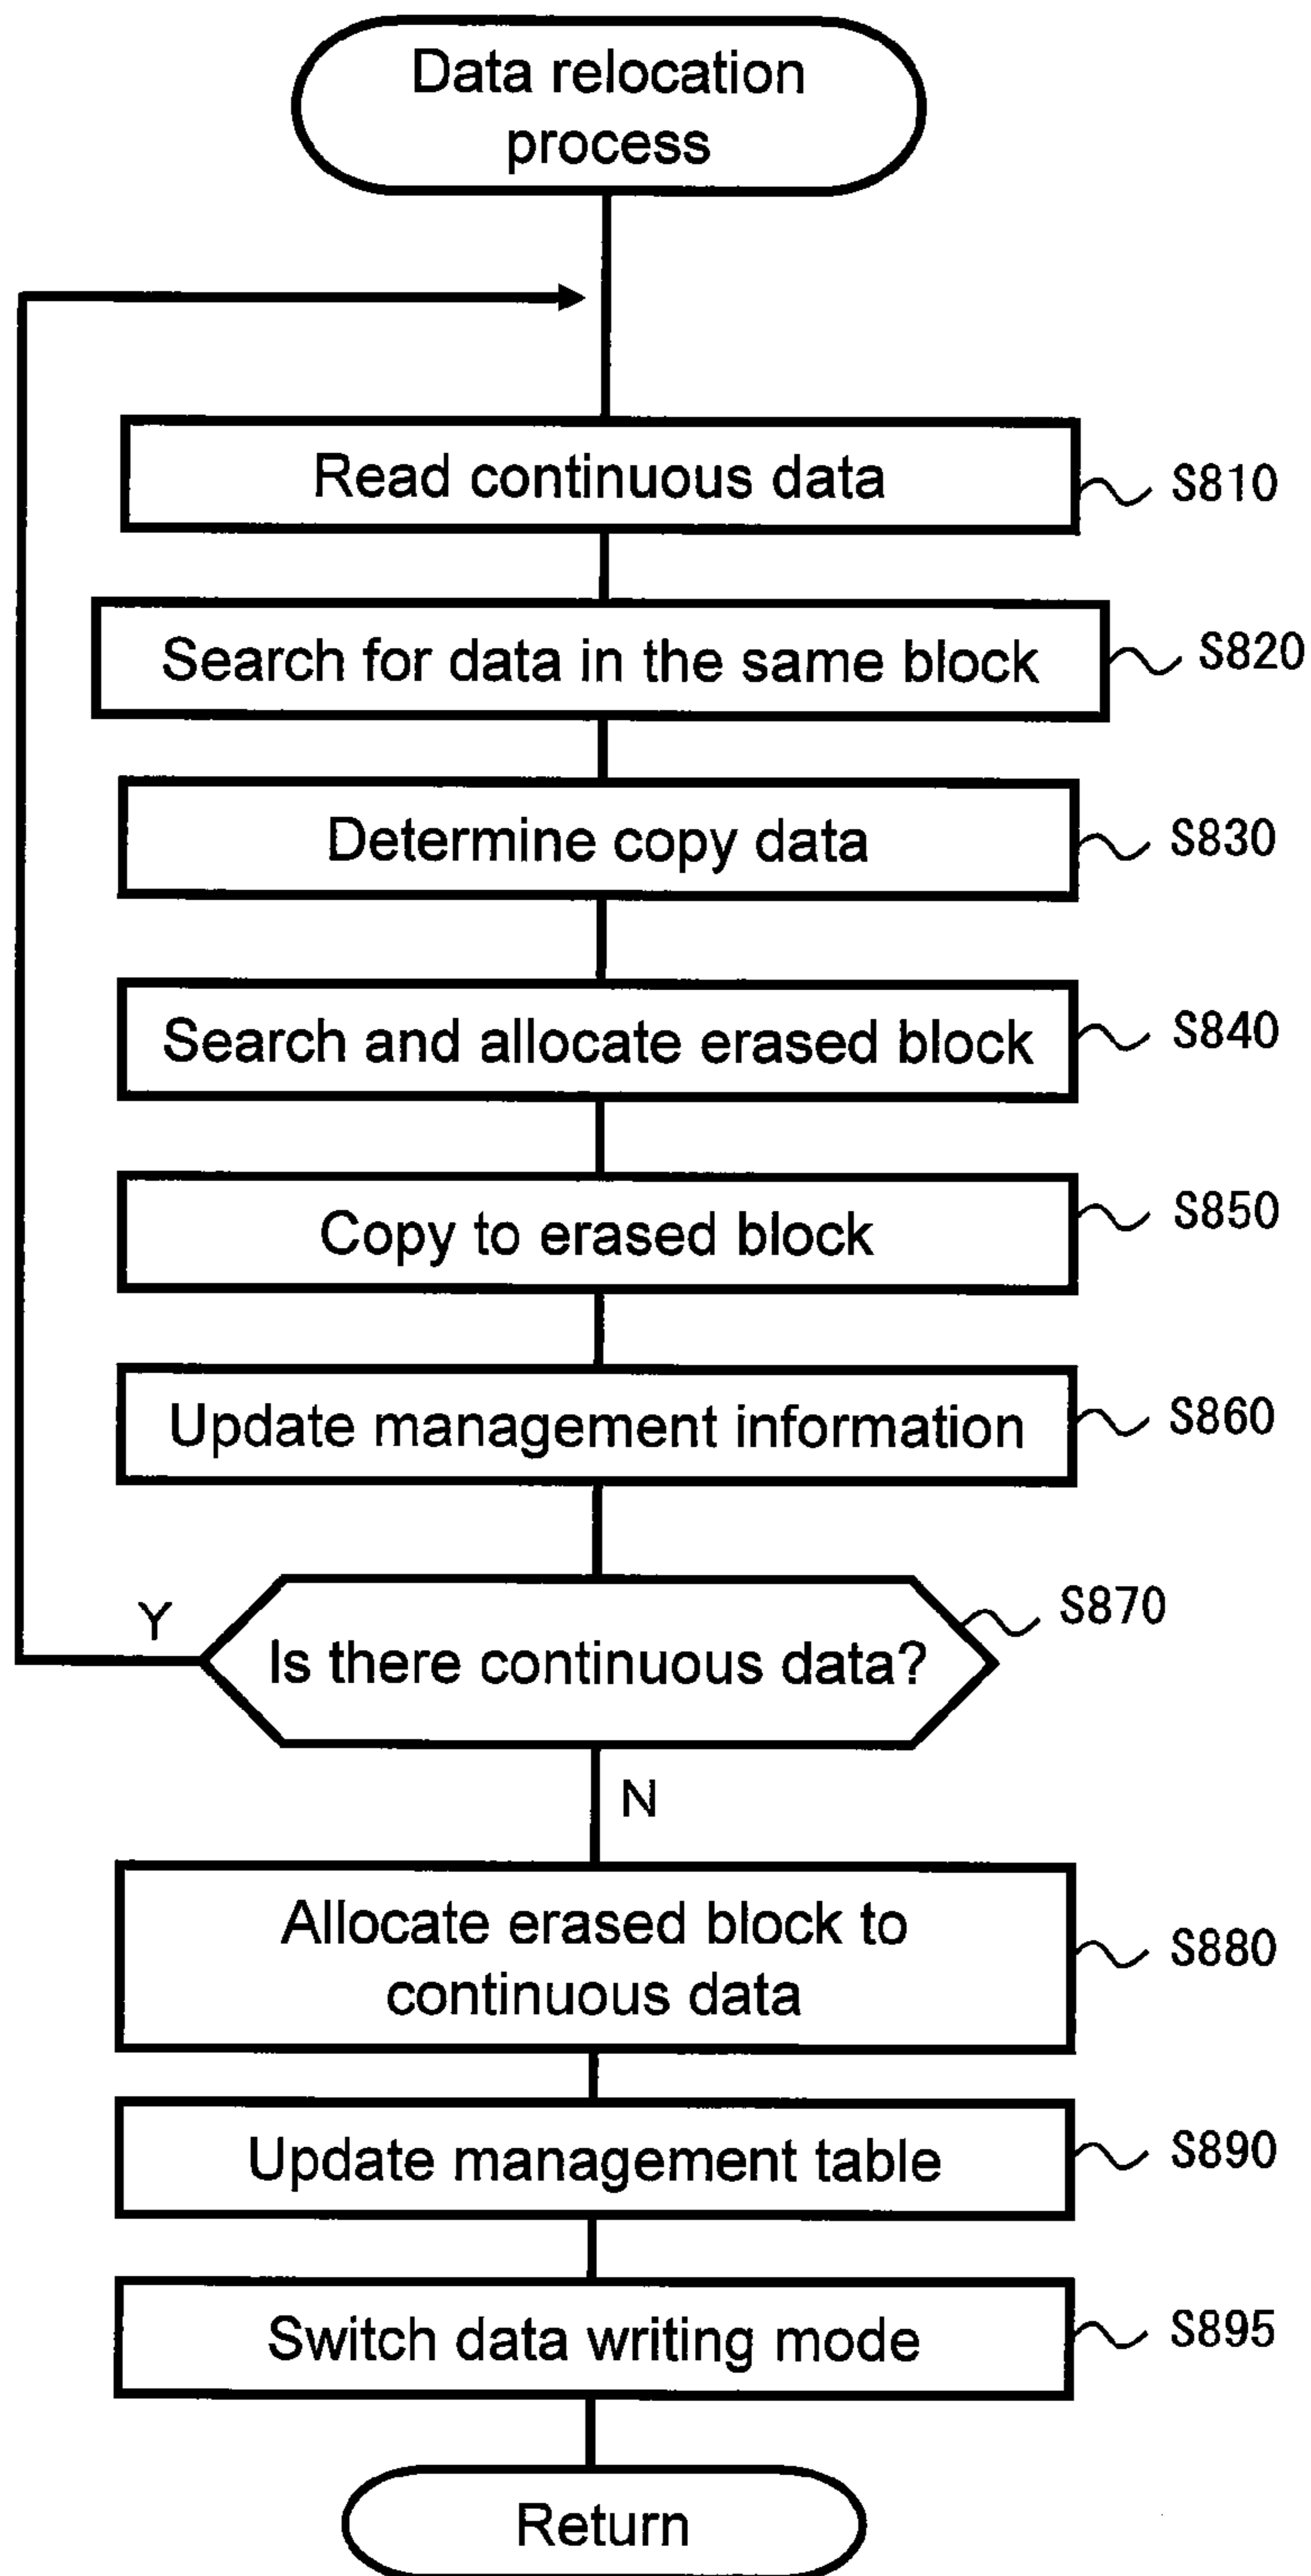 Data relocation
process
Read continuous data
S810
Search for data in the same block
S820
Determine copy data
S830
Search and allocate erased block
S840
Copy to erased block
S850
Update management information
S860
S870
Y
Is there continuous data?
N
Allocate erased block to
continuous data
S880
Update management table
S890
Switch data writing mode
S895
Return